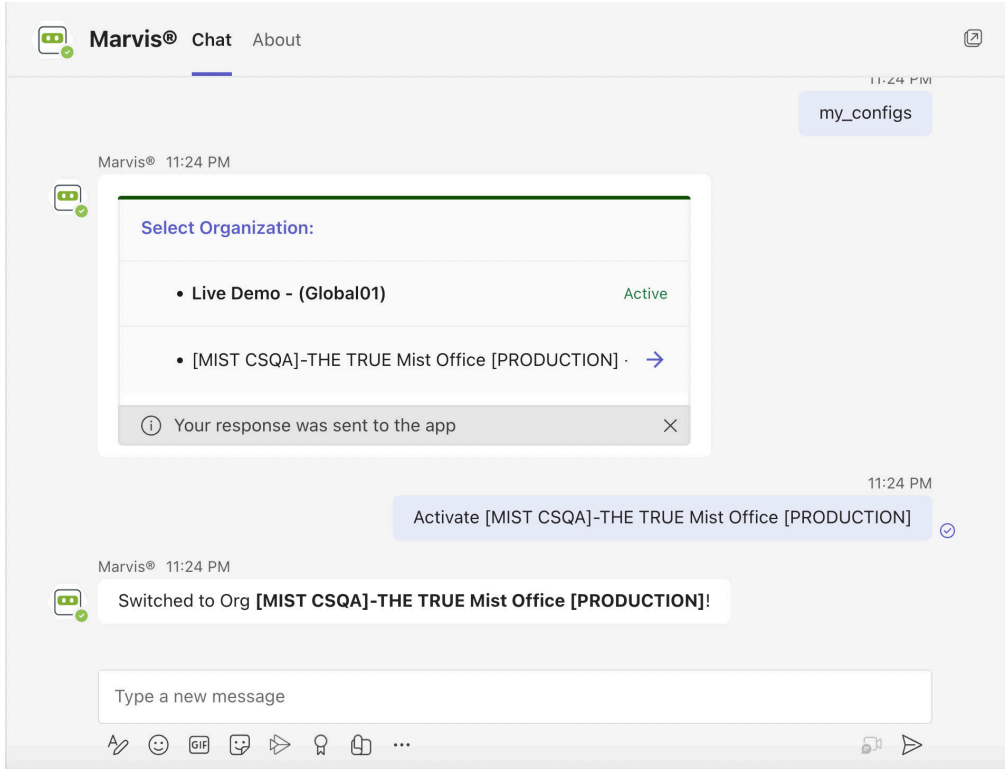 Marvis® Chat About
11:24 PM
my_configs
Marvis® 11:24 PM
Select Organization:
• Live Demo - (Global01) Active
• [MIST CSQA]-THE TRUE Mist Office [PRODUCTION] ·
Your response was sent to the app
11:24 PM
Activate [MIST CSQA]-THE TRUE Mist Office [PRODUCTION]
Marvis® 11:24 PM
Switched to Org [MIST CSQA]-THE TRUE Mist Office [PRODUCTION]!
Type a new message
GIF